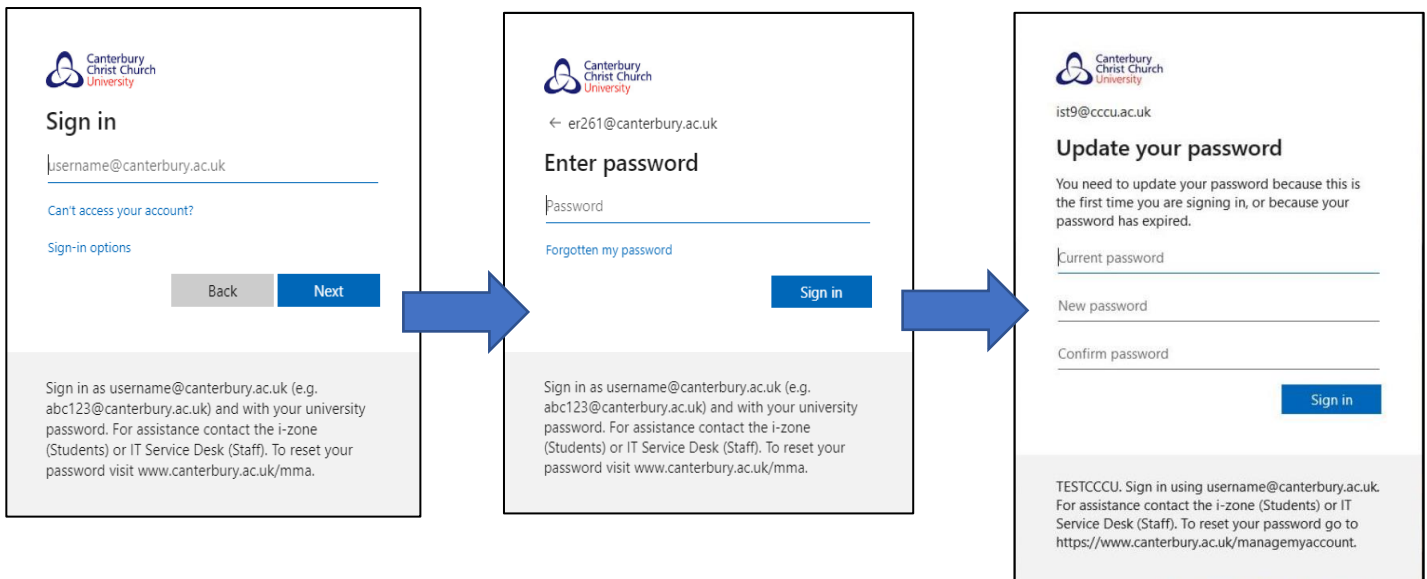 Canterbury
Christ Church
University
Sign in
username@canterbury.ac.uk
Can't access your account?
Sign-in options
Back
Next
Sign in as username@canterbury.ac.uk (e.g.
abc123@canterbury.ac.uk) and with your university
password. For assistance contact the i-zone
(Students) or IT Service Desk (Staff). To reset your
password visit www.canterbury.ac.uk/mma.
Canterbury
Christ Church
University
← er261@canterbury.ac.uk
Enter password
Password
Forgotten my password
Sign in
Sign in as username@canterbury.ac.uk (e.g.
abc123@canterbury.ac.uk) and with your university
password. For assistance contact the i-zone
(Students) or IT Service Desk (Staff). To reset your
password visit www.canterbury.ac.uk/mma.
Canterbury
Christ Church
University
ist9@cccu.ac.uk
Update your password
You need to update your password because this is
the first time you are signing in, or because your
password has expired.
Current password
New password
Confirm password
Sign in
TESTCCCU. Sign in using username@canterbury.ac.uk.
For assistance contact the i-zone (Students) or IT
Service Desk (Staff). To reset your password go to
https://www.canterbury.ac.uk/managemyaccount.